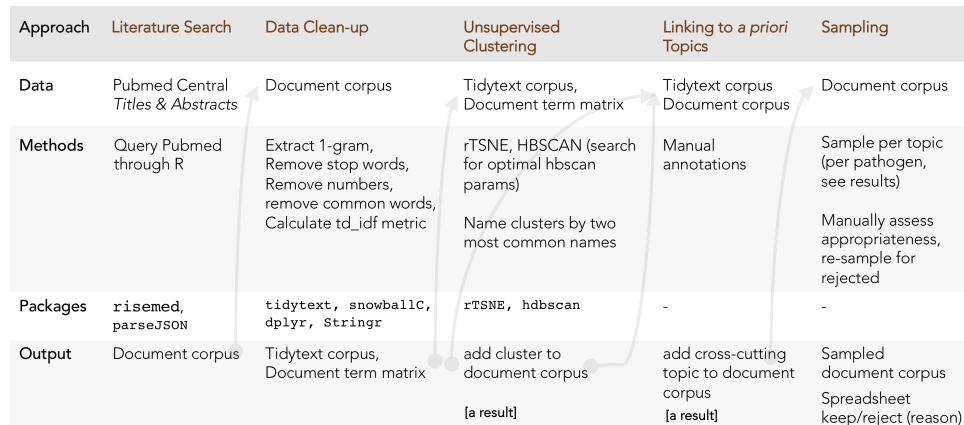 Approach
Literature Search
Data Clean-up
Unsupervised
Clustering
Linking to a priori
Topics
Sampling
Data
Pubmed Central
Titles & Abstracts
Document corpus
Tidytext corpus,
Document term matrix
Tidytext corpus
Document corpus
Document corpus
Methods
Query Pubmed
through R
Extract 1-gram,
Remove stop words,
Remove numbers,
remove common words,
Calculate td_idf metric
rTSNE, HBSCAN (search
for optimal hbscan
params)
Name clusters by two
most common names
Manual
annotations
Sample per topic
(per pathogen,
see results)
Manually assess
appropriateness,
re-sample for
rejected
Packages
risemed,
parseJSON
tidytext, snowballC,
dplyr, Stringr
rTSNE, hdbscan
-
-
Output
Document corpus
Tidytext corpus,
Document term matrix
add cluster to
document corpus
[a result]
add cross-cutting
topic to document
corpus
[a result]
Sampled
document corpus
Spreadsheet
keep/reject (reason)